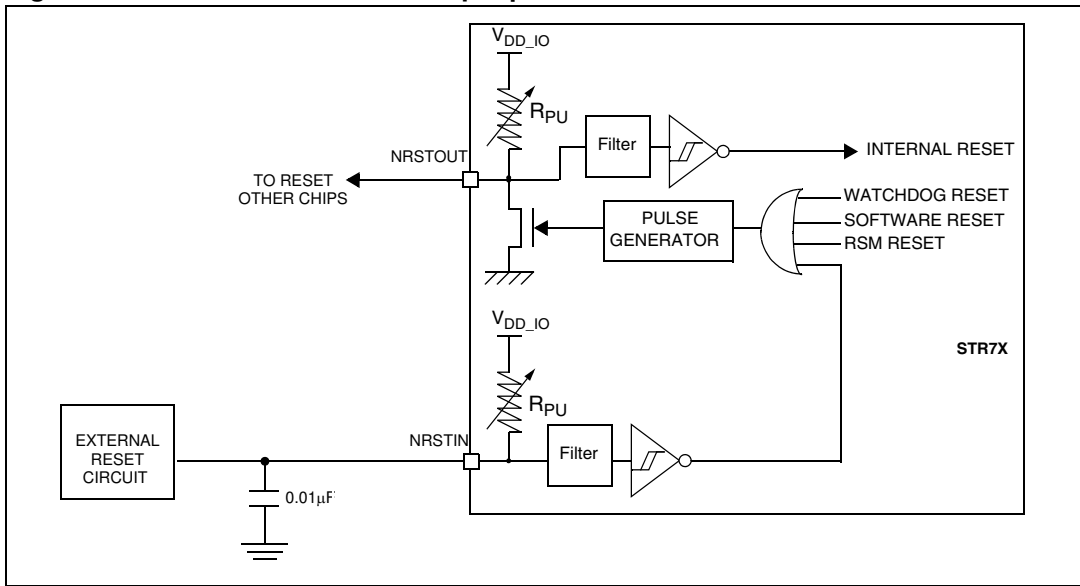 V_DD_IO
R_PU
Filter
INTERNAL RESET
NRSTOUT
TO RESET
OTHER CHIPS
WATCHDOG RESET
SOFTWARE RESET
RSM RESET
PULSE
GENERATOR
V_DD_IO
STR7X
R_PU
NRSTIN
Filter
EXTERNAL
RESET
CIRCUIT
0.01µF